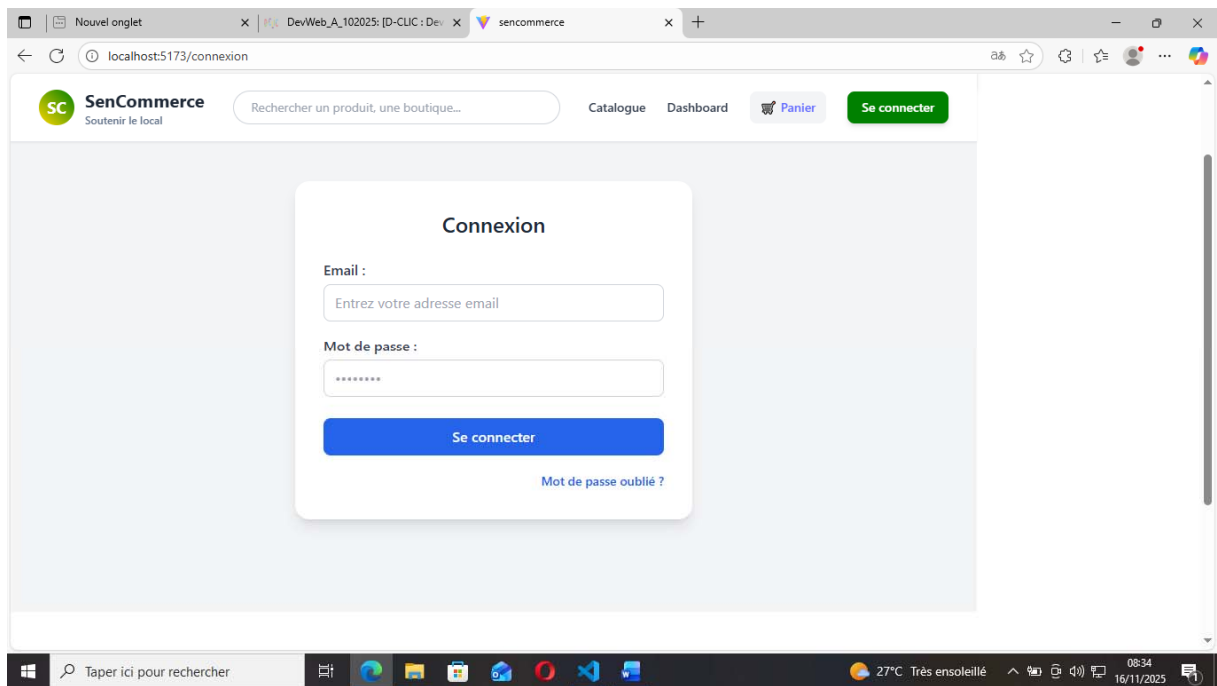 Nouvel onglet
DevWeb_A_102025: [D-CLIC : Dev
sencommerce
localhost:5173/connexion
SC
SenCommerce
Soutenir le local
Rechercher un produit, une boutique...
Catalogue
Dashboard
Panier
Se connecter
Connexion
Email :
Entrez votre adresse email
Mot de passe :
Se connecter
Mot de passe oublié ?
Taper ici pour rechercher
27°C Très ensoleillé
08:34
16/11/2025
1